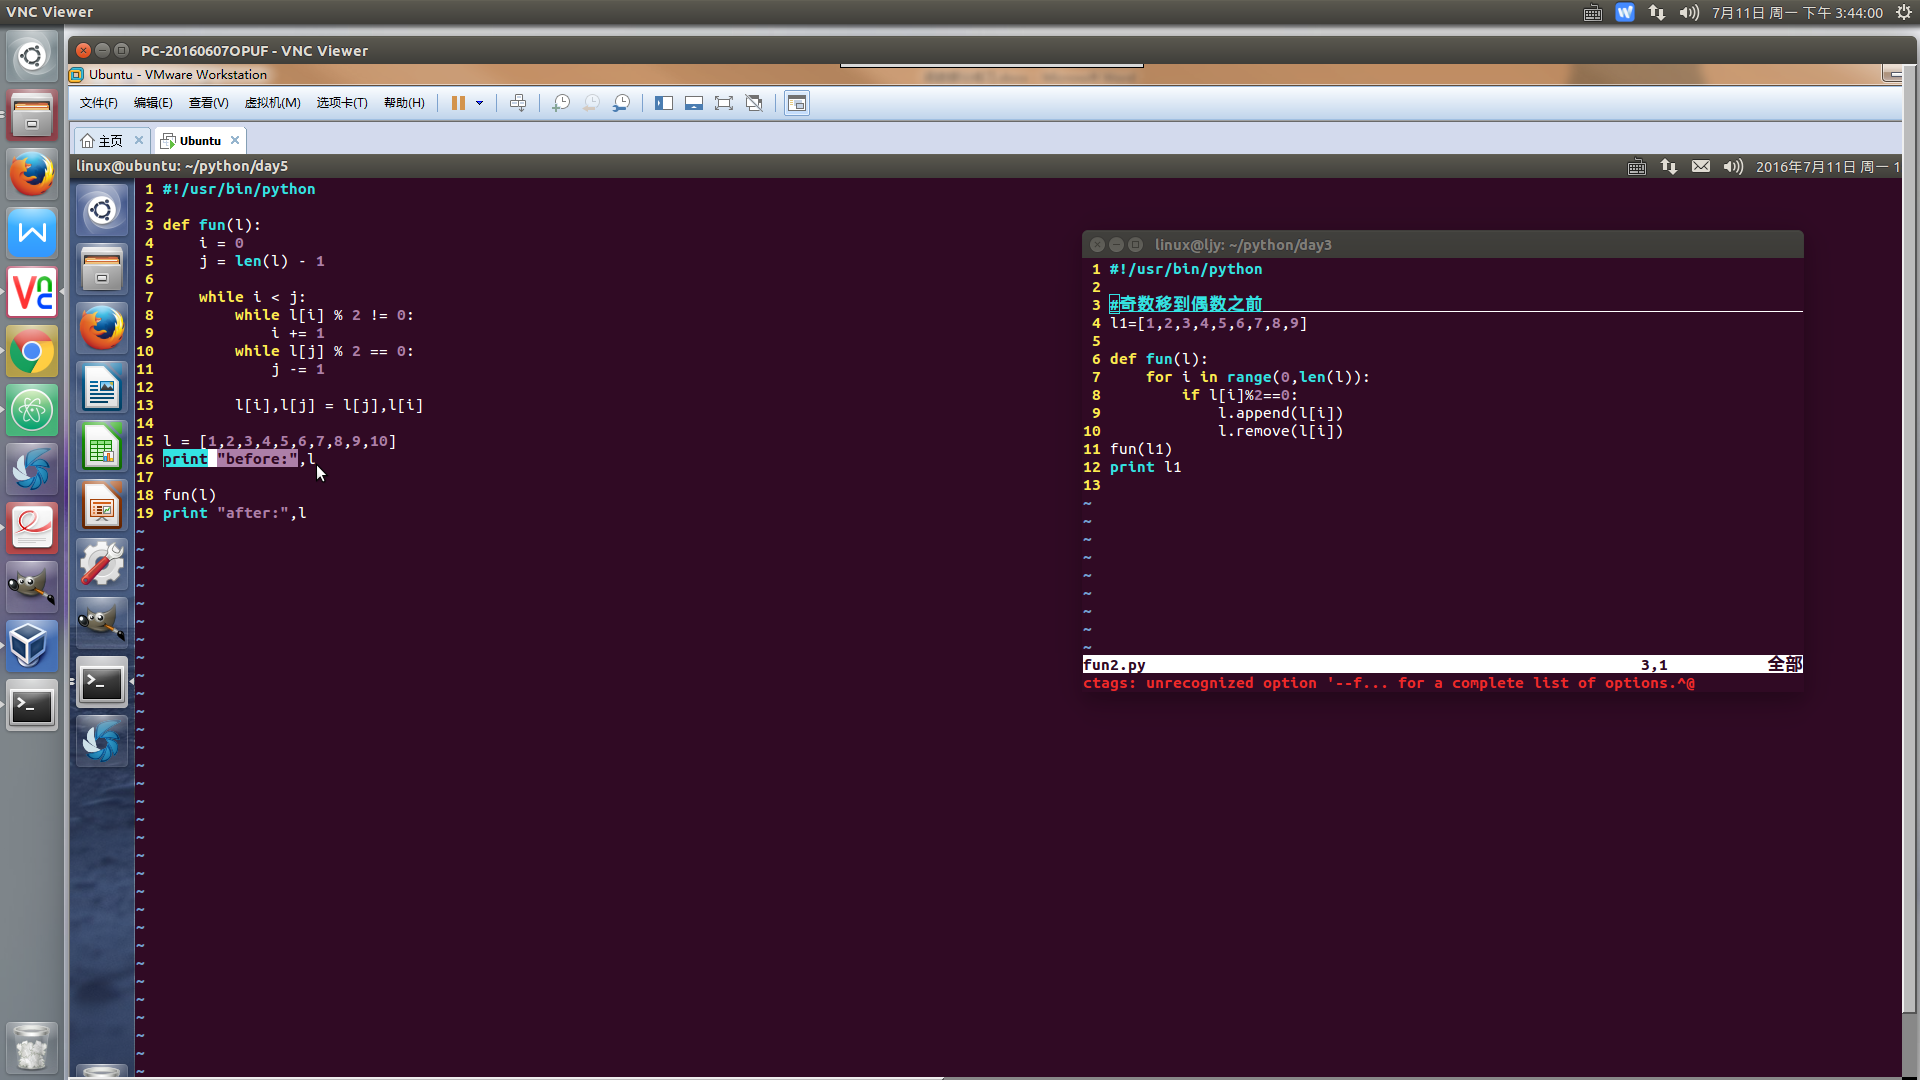 VNC Viewer
7月11日 周一 下午 3:44:00
PC-20160607OPUF - VNC Viewer
Ubuntu - VMware Workstation
文件(F) 编辑(E) 查看(V) 虚拟机(M) 选项卡(T) 帮助(H)
主页 Ubuntu
linux@ubuntu: ~/python/day5
2016年7月11日 周一 1
1 #!/usr/bin/python
2
3 def fun(l):
4     i = 0
5     j = len(l) - 1
6
7     while i < j:
8         while l[i] % 2 != 0:
9             i += 1
10         while l[j] % 2 == 0:
11             j -= 1
12
13         l[i],l[j] = l[j],l[i]
14
15 l = [1,2,3,4,5,6,7,8,9,10]
16 print "before:",l
17
18 fun(l)
19 print "after:",l
linux@ljy: ~/python/day3
1 #!/usr/bin/python
2
3 #奇数移到偶数之前
4 l1=[1,2,3,4,5,6,7,8,9]
5
6 def fun(l):
7     for i in range(0,len(l)):
8         if l[i]%2==0:
9             l.append(l[i])
10             l.remove(l[i])
11 fun(l1)
12 print l1
13
fun2.py 3,1 全部
ctags: unrecognized option '--f... for a complete list of options.^@